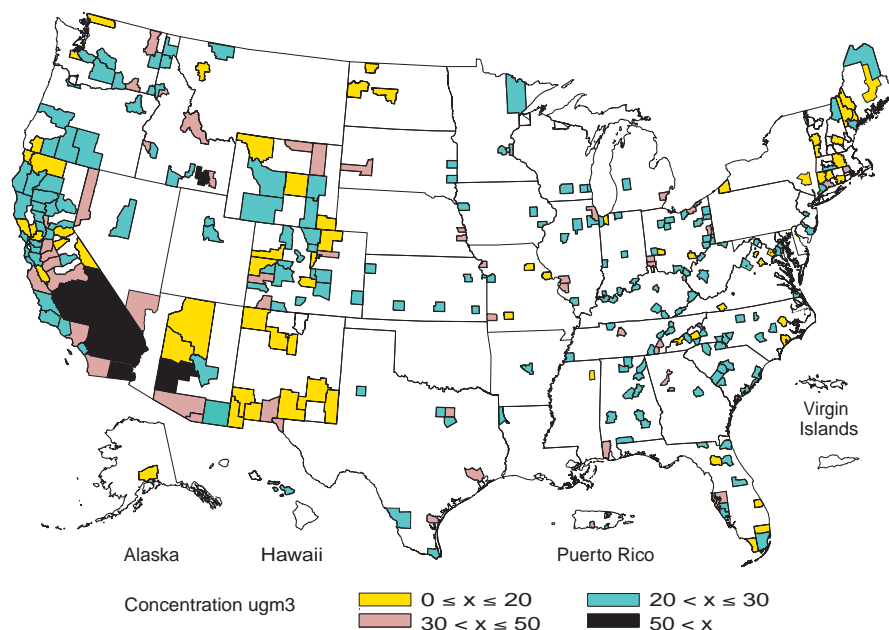 Virgin
Islands
Alaska
Hawaii
Puerto Rico
Concentration ugm3
0 ≤ x ≤ 20
20 < x ≤ 30
30 < x ≤ 50
50 < x